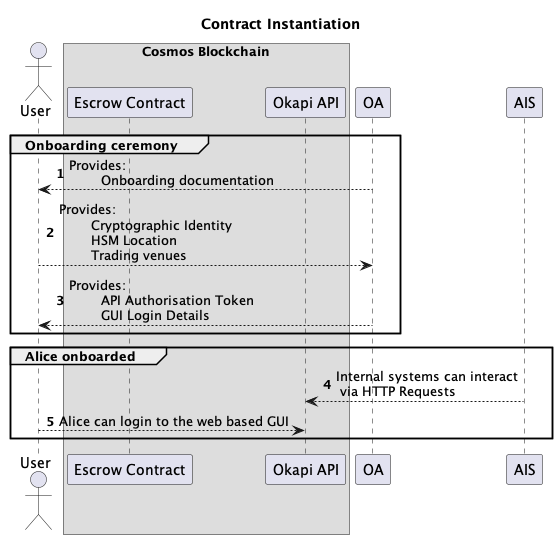 Contract Instantiation
Cosmos Blockchain
User
Escrow Contract
Okapi API
OA
AIS
Onboarding ceremony
1 Provides:
Onboarding documentation
Provides:
2 Cryptographic Identity
HSM Location
Trading venues
Provides:
3 API Authorisation Token
GUI Login Details
Alice onboarded
4 Internal systems can interact
via HTTP Requests
5 Alice can login to the web based GUI
User
Escrow Contract
Okapi API
OA
AIS